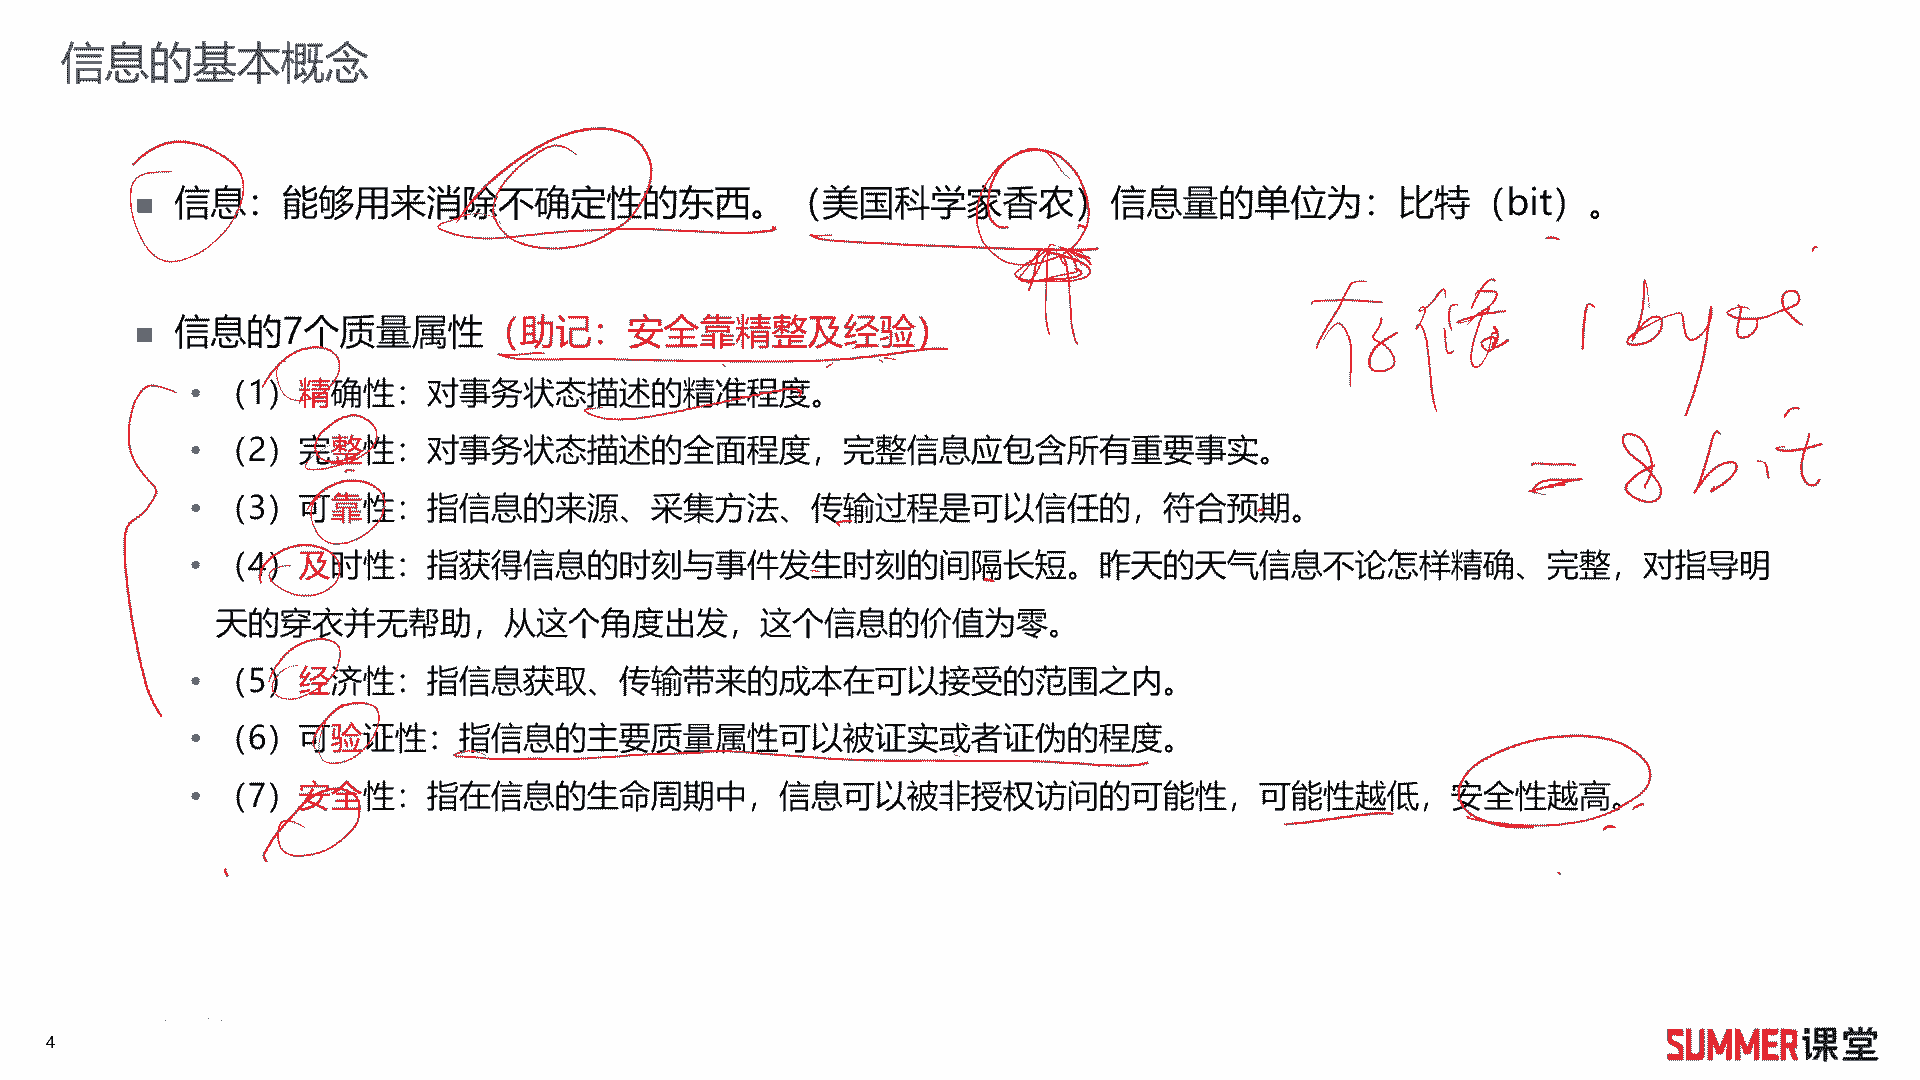 信息的基本概念
■ 信息：能够用来消除不确定性的东西。（美国科学家香农）信息量的单位为：比特（bit）。
存储 1 byte
= 8 bit
■ 信息的7个质量属性（助记：安全靠精整及经验）
• （1）精确性：对事务状态描述的精准程度。
• （2）完整性：对事务状态描述的全面程度，完整信息应包含所有重要事实。
• （3）可靠性：指信息的来源、采集方法、传输过程是可以信任的，符合预期。
• （4）及时性：指获得信息的时刻与事件发生时刻的间隔长短。昨天的天气信息不论怎样精确、完整，对指导明
天的穿衣并无帮助，从这个角度出发，这个信息的价值为零。
• （5）经济性：指信息获取、传输带来的成本在可以接受的范围之内。
• （6）可验证性：指信息的主要质量属性可以被证实或者证伪的程度。
• （7）安全性：指在信息的生命周期中，信息可以被非授权访问的可能性，可能性越低，安全性越高。
4
SUMMER课堂